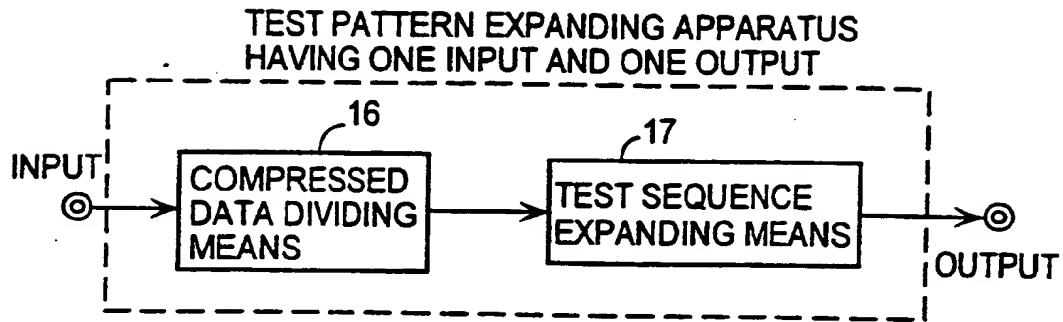 TEST PATTERN EXPANDING APPARATUS
HAVING ONE INPUT AND ONE OUTPUT
16
17
INPUT
COMPRESSED
DATA DIVIDING
MEANS
TEST SEQUENCE
EXPANDING MEANS
OUTPUT